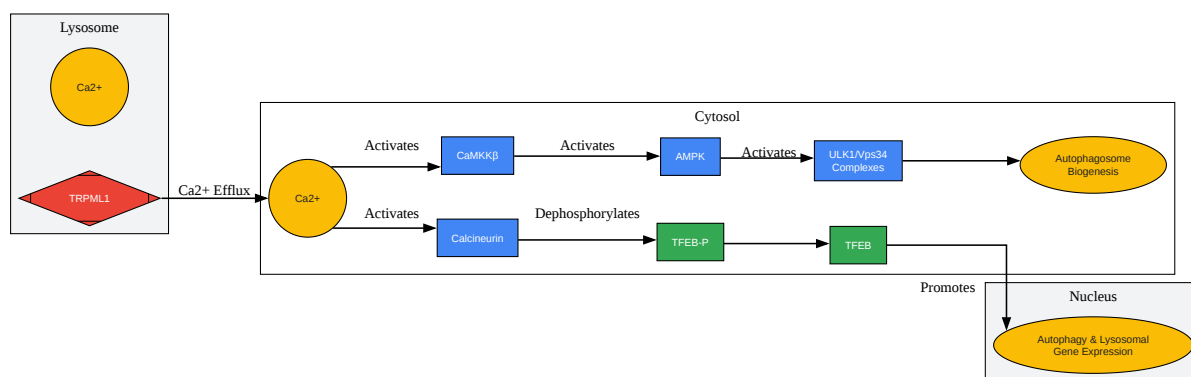 Lysosome
Ca2+
TRPML1
Ca2+ Efflux
Cytosol
Ca2+
Activates
CaMKKβ
Activates
AMPK
Activates
ULK1/Vps34
Complexes
Autophagosome
Biogenesis
Activates
Calcineurin
Dephosphorylates
TFEB-P
TFEB
Promotes
Nucleus
Autophagy & Lysosomal
Gene Expression